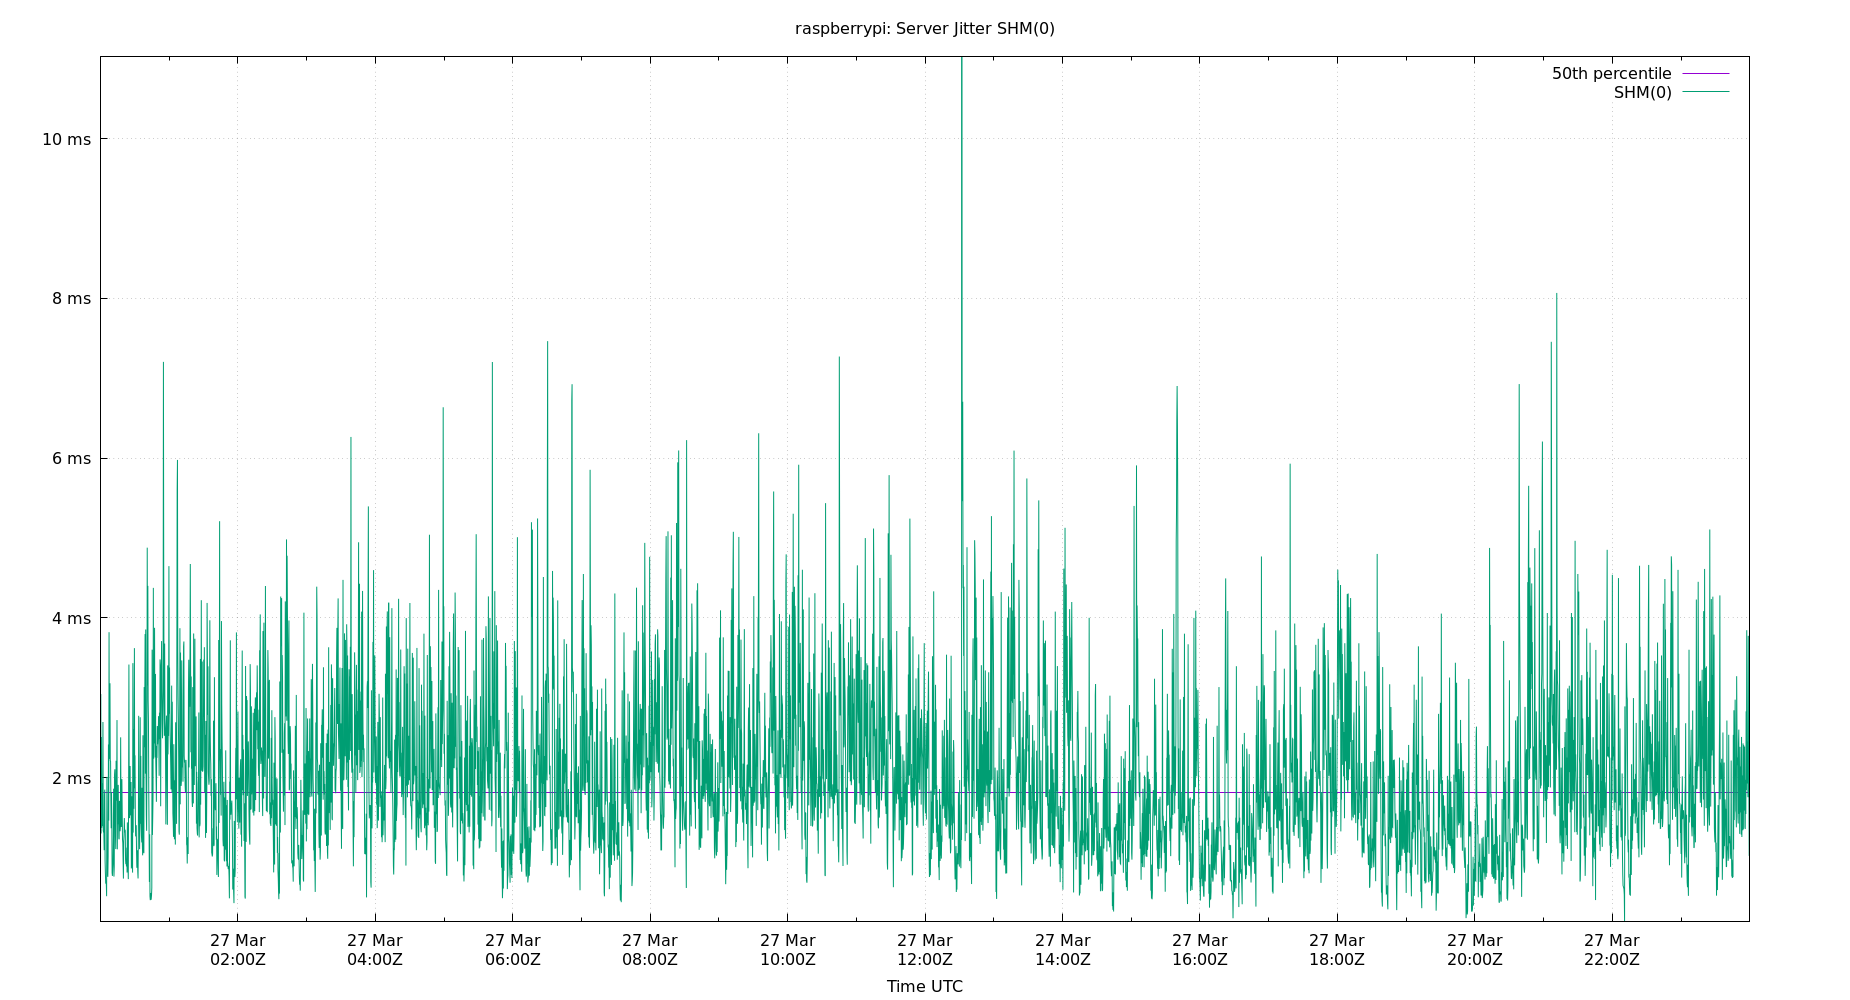 raspberrypi: Server Jitter SHM(0)
50th percentile
SHM(0)
10 ms
8 ms
6 ms
4 ms
2 ms
27 Mar 27 Mar 27 Mar 27 Mar 27 Mar 27 Mar 27 Mar 27 Mar 27 Mar 27 Mar 27 Mar
02:00Z 04:00Z 06:00Z 08:00Z 10:00Z 12:00Z 14:00Z 16:00Z 18:00Z 20:00Z 22:00Z
Time UTC